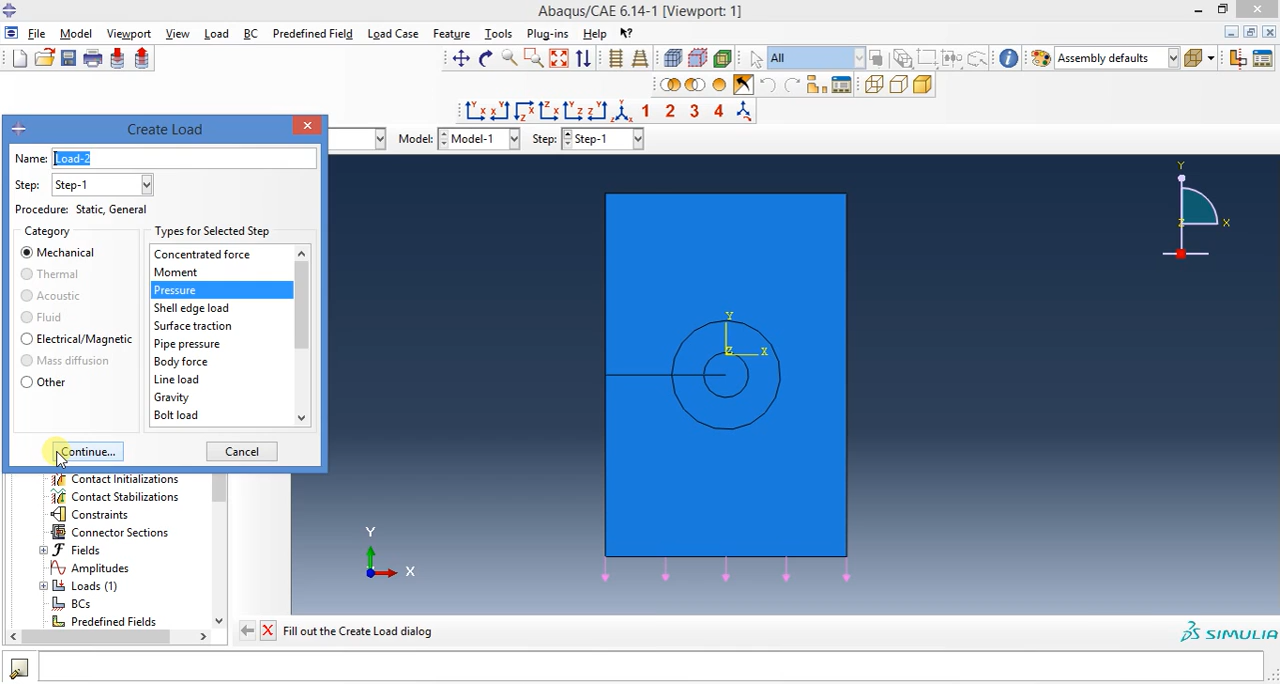 Abaqus/CAE 6.14-1 [Viewport: 1]
File Model Viewport View Load BC Predefined Field Load Case Feature Tools Plug-ins Help
All
Assembly defaults
1 2 3 4
Create Load
Model: Model-1 Step: Step-1
Name: Load-2
Step: Step-1
Procedure: Static, General
Category
Types for Selected Step
Mechanical
Thermal
Acoustic
Fluid
Electrical/Magnetic
Mass diffusion
Other
Concentrated force
Moment
Pressure
Shell edge load
Surface traction
Pipe pressure
Body force
Line load
Gravity
Bolt load
Continue...
Cancel
Contact Initializations
Contact Stabilizations
Constraints
Connector Sections
Fields
Amplitudes
Loads (1)
BCs
Predefined Fields
Y
X
Z
Y
X
Z
Y
X
Fill out the Create Load dialog
SIMULIA